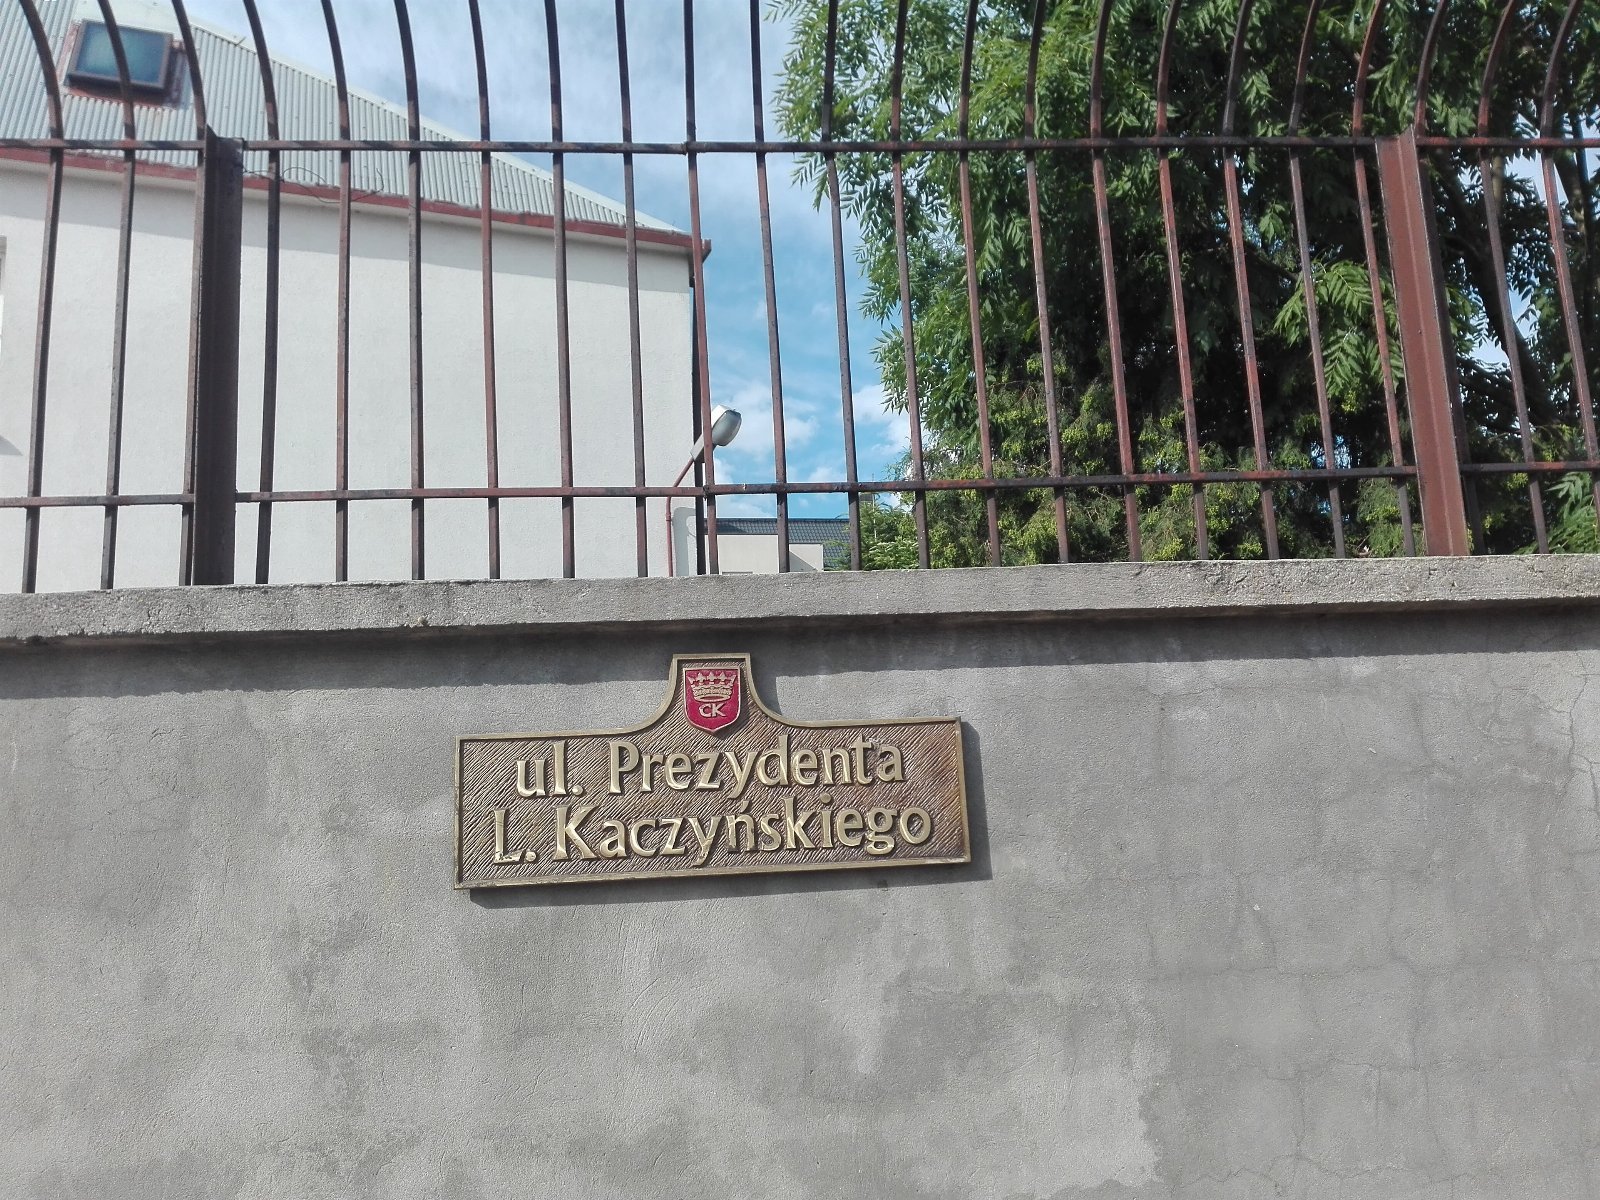 CK
ul. Prezydenta
L. Kaczyńskiego